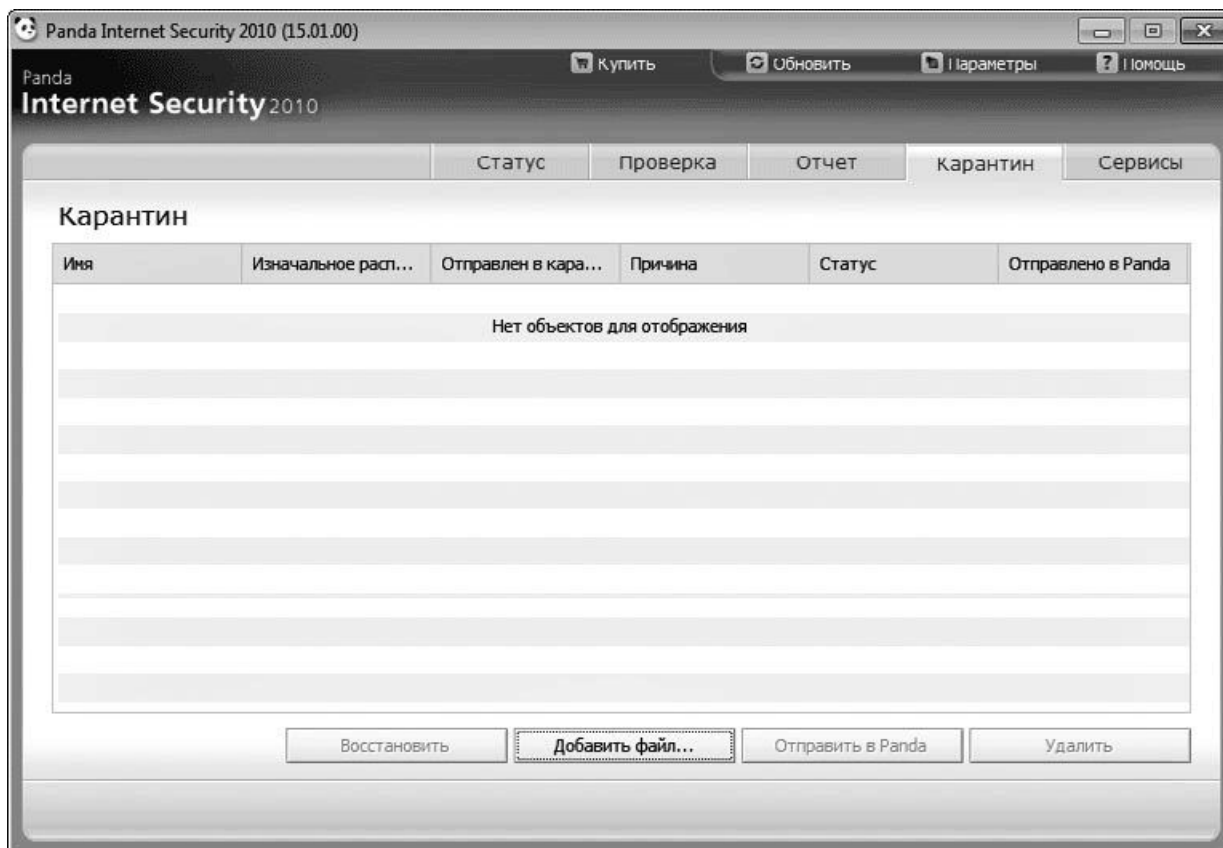 Panda Internet Security 2010 (15.01.00)
Купить Обновить Параметры Помощь
Panda
Internet Security 2010
Статус Проверка Отчет Карантин Сервисы
Карантин
Имя Изначальное расп... Отправлен в кара... Причина Статус Отправлено в Panda
Нет объектов для отображения
Восстановить Добавить файл... Отправить в Panda Удалить